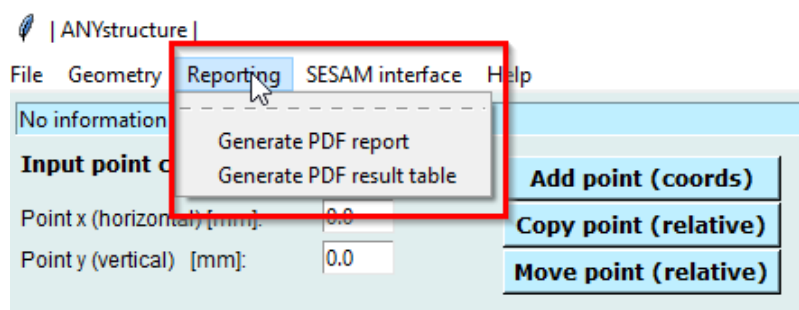 | ANYstructure |
File Geometry Reporting SESAM interface Help
No information
Generate PDF report
Input point c
Generate PDF result table
Add point (coords)
Point x (horizontal) [mm]: 0.0
Copy point (relative)
Point y (vertical) [mm]: 0.0
Move point (relative)